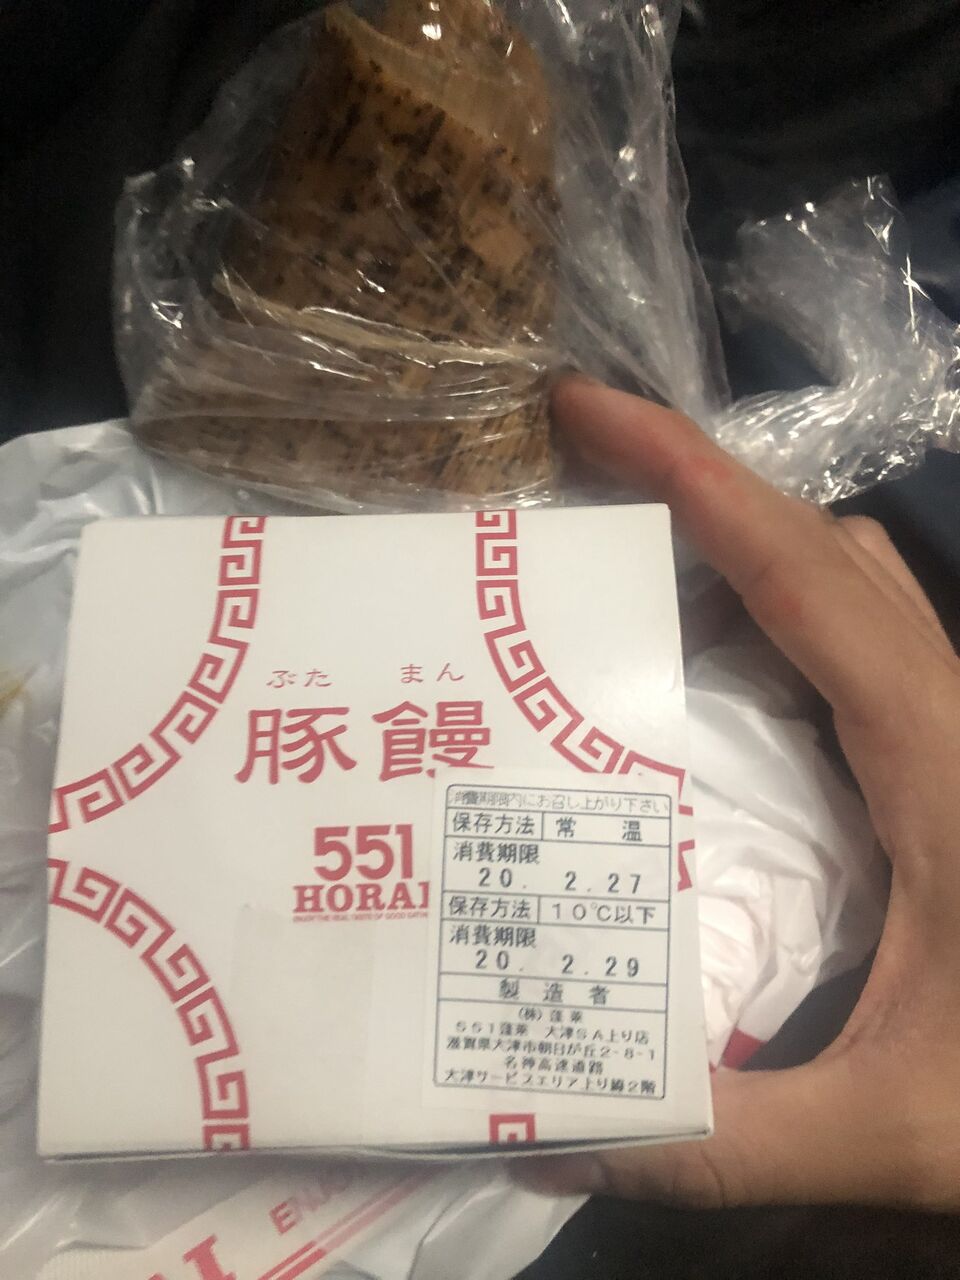 ぶた まん
豚饅
551
HORAI
消費期限内にお召し上がり下さい
保存方法 常 温
消費期限
20. 2.27
保存方法 10℃以下
消費期限
20. 2.29
製 造 者
(株)蓬莱
551蓬莱 大津SA上り店
滋賀県大津市朝日が丘2-8-1
名神高速道路
大津サービスエリア上り線2階